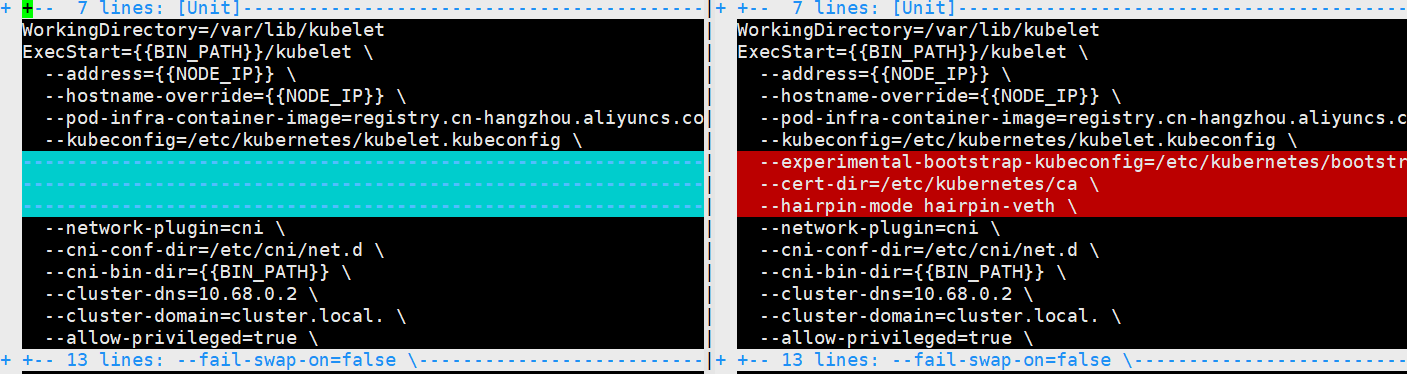 + +-- 7 lines: [Unit]------------------------------------------
WorkingDirectory=/var/lib/kubelet
ExecStart={{BIN_PATH}}/kubelet \
--address={{NODE_IP}} \
--hostname-override={{NODE_IP}} \
--pod-infra-container-image=registry.cn-hangzhou.aliyuncs.co
--kubeconfig=/etc/kubernetes/kubelet.kubeconfig \
--------------------------------------------------------------
--------------------------------------------------------------
--------------------------------------------------------------
--network-plugin=cni \
--cni-conf-dir=/etc/cni/net.d \
--cni-bin-dir={{BIN_PATH}} \
--cluster-dns=10.68.0.2 \
--cluster-domain=cluster.local. \
--allow-privileged=true \
+ +-- 13 lines: --fail-swap-on=false \--------------------------
+ +-- 7 lines: [Unit]------------------------------------------
WorkingDirectory=/var/lib/kubelet
ExecStart={{BIN_PATH}}/kubelet \
--address={{NODE_IP}} \
--hostname-override={{NODE_IP}} \
--pod-infra-container-image=registry.cn-hangzhou.aliyuncs.c
--kubeconfig=/etc/kubernetes/kubelet.kubeconfig \
--experimental-bootstrap-kubeconfig=/etc/kubernetes/bootstr
--cert-dir=/etc/kubernetes/ca \
--hairpin-mode hairpin-veth \
--network-plugin=cni \
--cni-conf-dir=/etc/cni/net.d \
--cni-bin-dir={{BIN_PATH}} \
--cluster-dns=10.68.0.2 \
--cluster-domain=cluster.local. \
--allow-privileged=true \
+ +-- 13 lines: --fail-swap-on=false \-------------------------